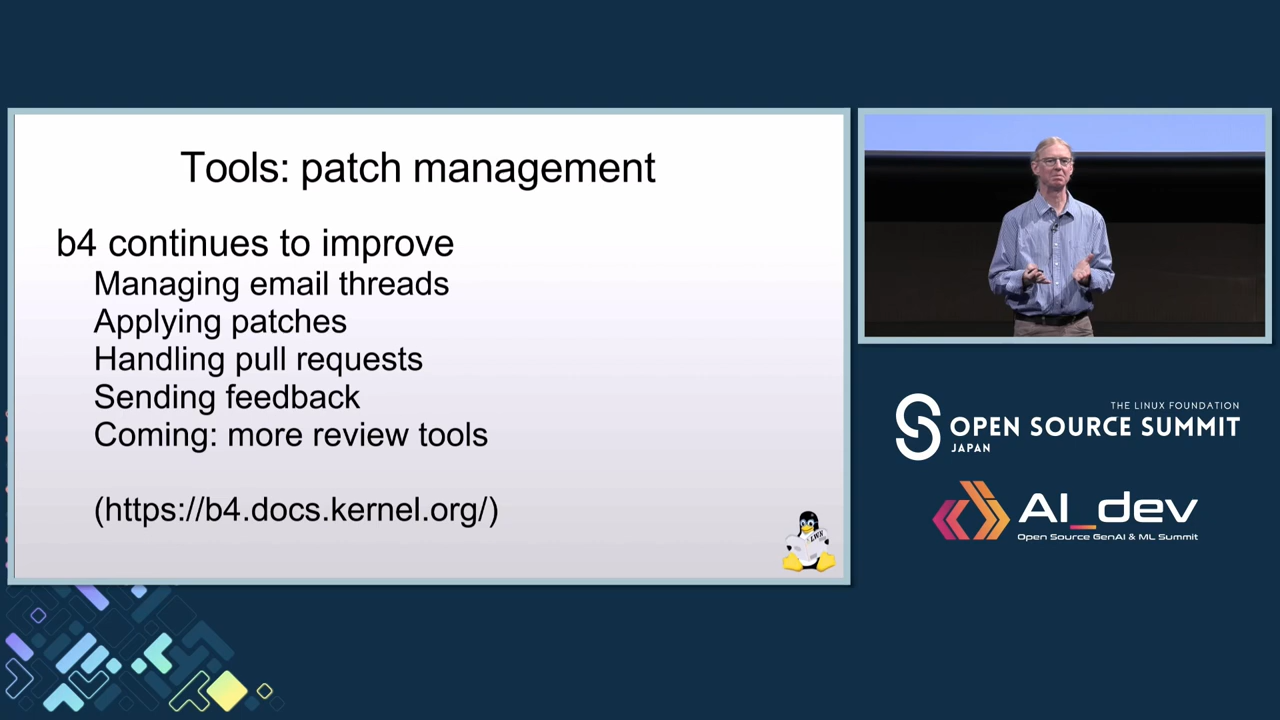 Tools: patch management
b4 continues to improve
Managing email threads
Applying patches
Handling pull requests
Sending feedback
Coming: more review tools
(https://b4.docs.kernel.org/)
LWN
THE LINUX FOUNDATION
OPEN SOURCE SUMMIT
JAPAN
AI_dev
Open Source GenAI & ML Summit